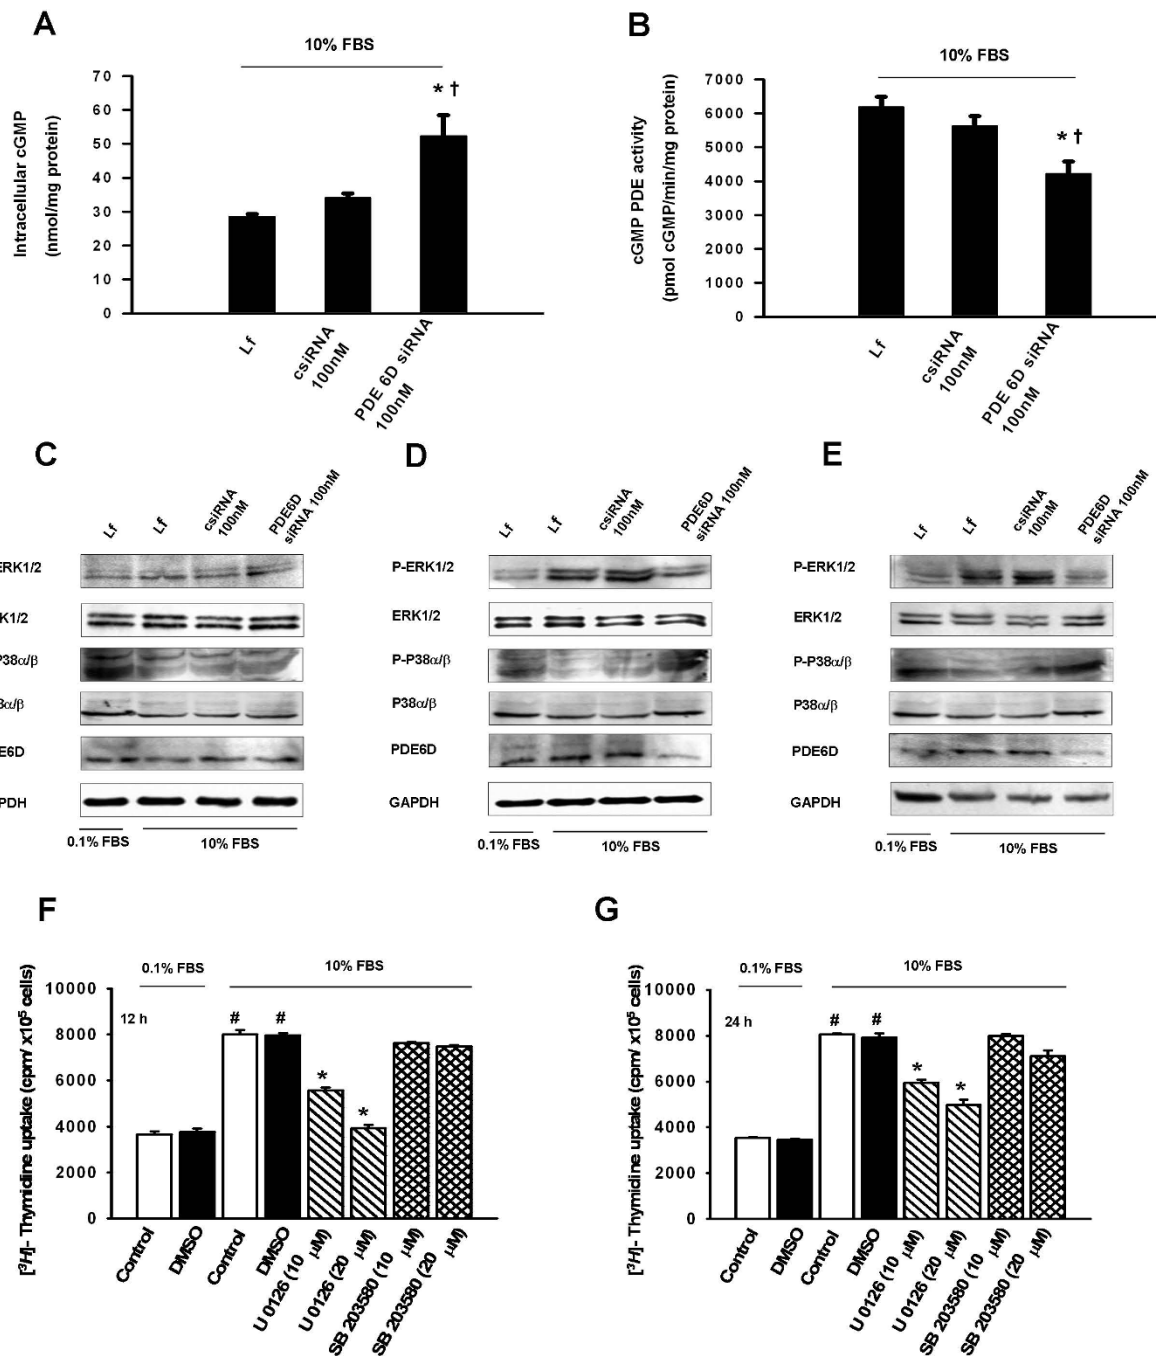 A
10% FBS
Intracellular cGMP
(nmol/mg protein)
70
60
50
40
30
20
10
0
* †
Lf
csiRNA
100nM
PDE 6D siRNA
100nM
B
10% FBS
cGMP PDE activity
(pmol cGMP/min/mg protein)
7000
6000
5000
4000
3000
2000
1000
0
* †
Lf
csiRNA
100nM
PDE 6D siRNA
100nM
C
Lf
Lf
csiRNA
100nM
PDE6D
siRNA 100nM
ERK1/2
K1/2
P38α/β
8α/β
E6D
PDH
0.1% FBS
10% FBS
D
Lf
Lf
csiRNA
100nM
PDE6D
siRNA 100nM
P-ERK1/2
ERK1/2
P-P38α/β
P38α/β
PDE6D
GAPDH
0.1% FBS
10% FBS
E
Lf
Lf
csiRNA
100nM
PDE6D
siRNA 100nM
P-ERK1/2
ERK1/2
P-P38α/β
P38α/β
PDE6D
GAPDH
0.1% FBS
10% FBS
F
0.1% FBS
10% FBS
[³H]- Thymidine uptake (cpm/ x10⁵ cells)
10000
8000
6000
4000
2000
0
12 h
# #
*
*
Control
DMSO
Control
DMSO
U 0126 (10 μM)
U 0126 (20 μM)
SB 203580 (10 μM)
SB 203580 (20 μM)
G
0.1% FBS
10% FBS
[³H]- Thymidine uptake (cpm/ x10⁵ cells)
10000
8000
6000
4000
2000
0
24 h
# #
*
*
Control
DMSO
Control
DMSO
U 0126 (10 μM)
U 0126 (20 μM)
SB 203580 (10 μM)
SB 203580 (20 μM)